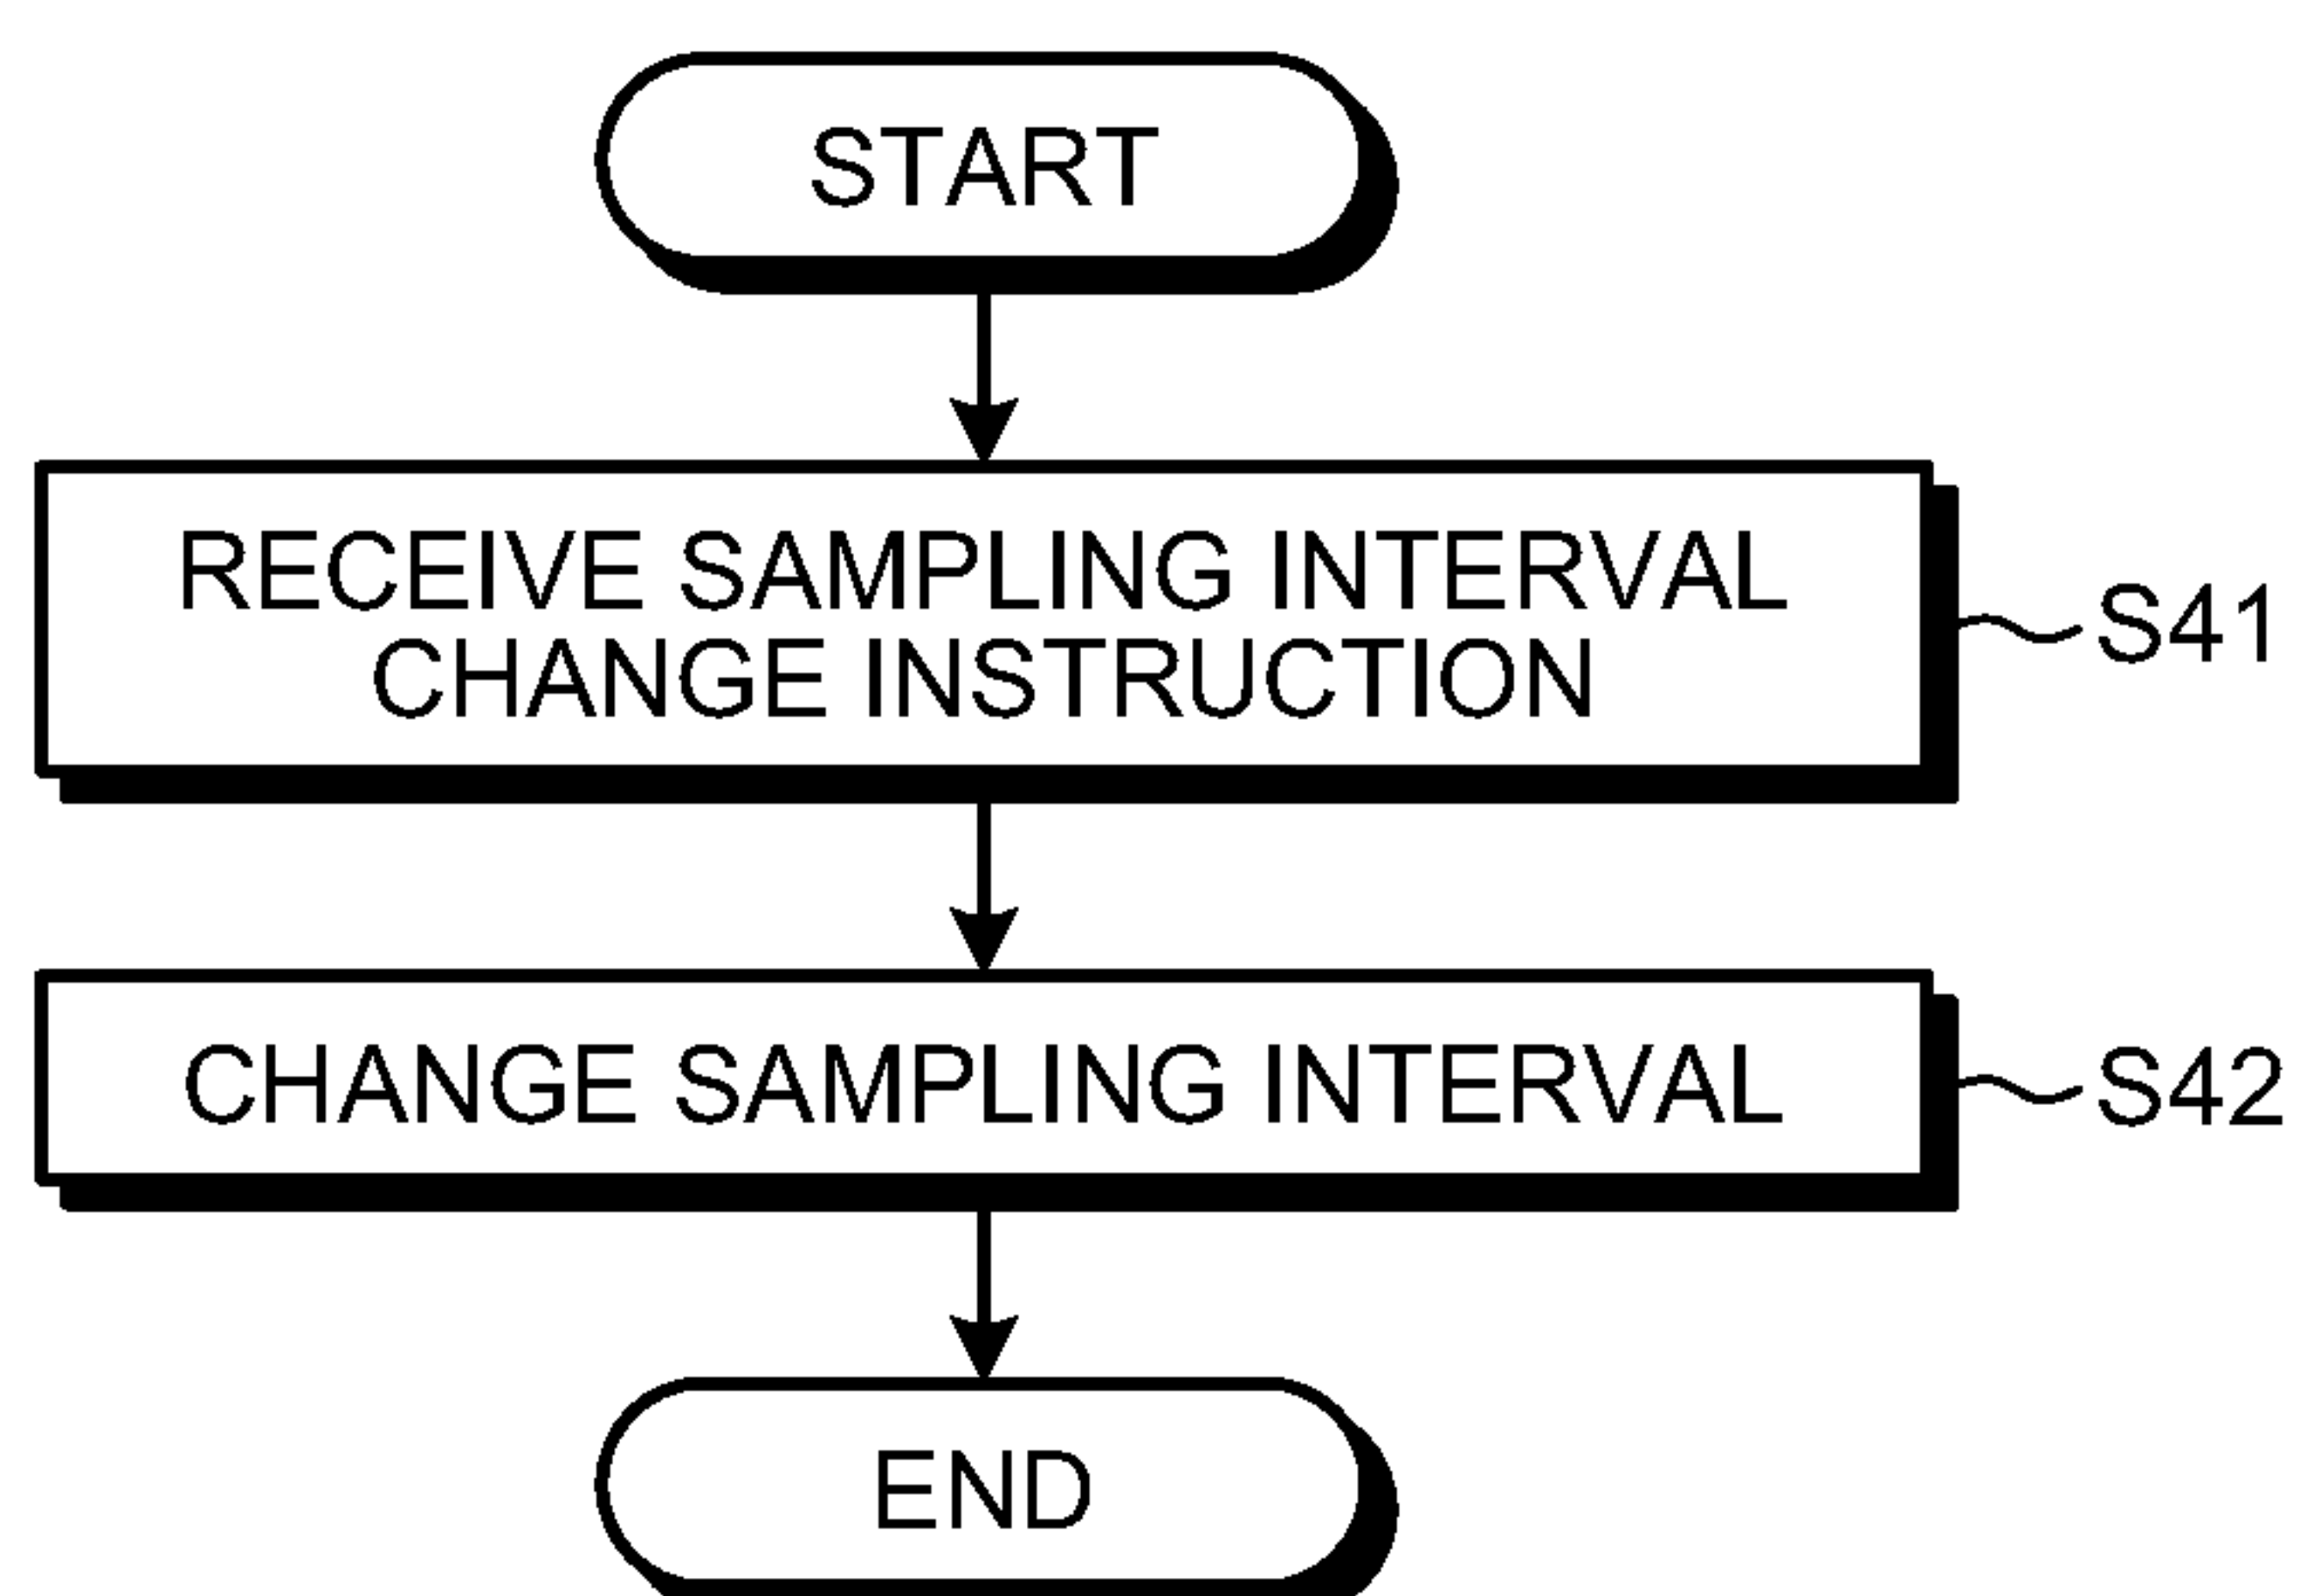 START
RECEIVE SAMPLING INTERVAL
CHANGE INSTRUCTION
S41
CHANGE SAMPLING INTERVAL
S42
END